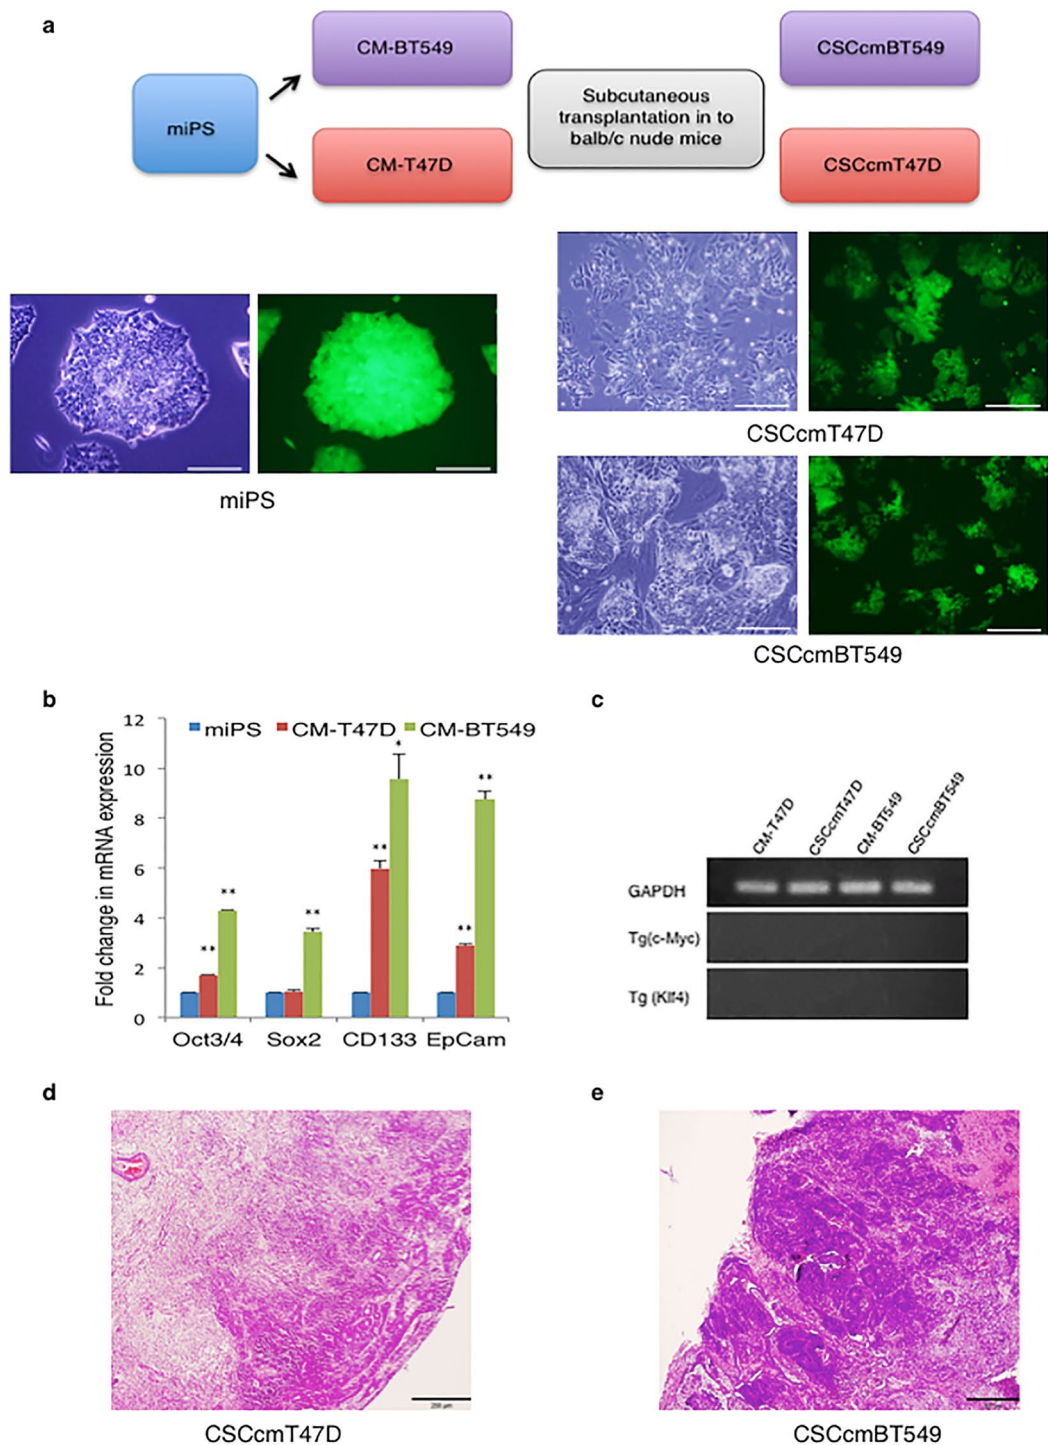 a
CM-BT549
CSCcmBT549
miPS
Subcutaneous
transplantation in to
balb/c nude mice
CM-T47D
CSCcmT47D
CSCcmT47D
miPS
CSCcmBT549
b
c
miPS CM-T47D CM-BT549
Fold change in mRNA expression
12
10
8
6
4
2
0
** ** ** ** * ** **
Oct3/4 Sox2 CD133 EpCam
CM-T47D
CSCcmT47D
CM-BT549
CSCcmBT549
GAPDH
Tg(c-Myc)
Tg (Klf4)
d
e
CSCcmT47D
CSCcmBT549